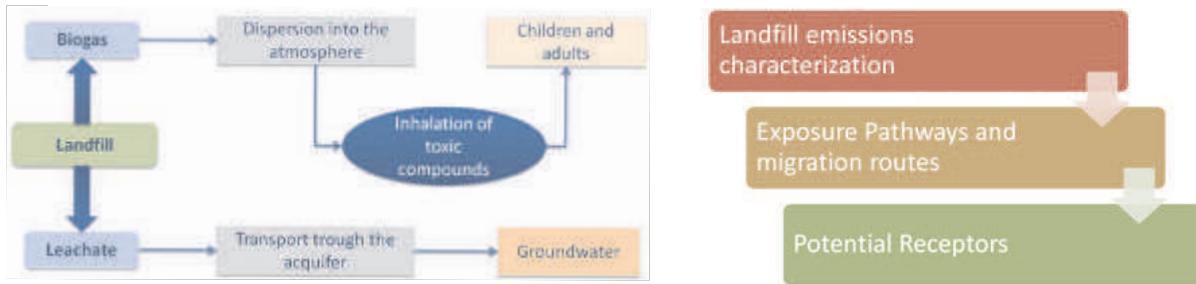 Biogas
Dispersion into the
atmosphere
Children and
adults
Inhalation of
toxic
compounds
Landfill
Leachate
Transport trough the
acquifer
Groundwater
Landfill emissions
characterization
Exposure Pathways and
migration routes
Potential Receptors